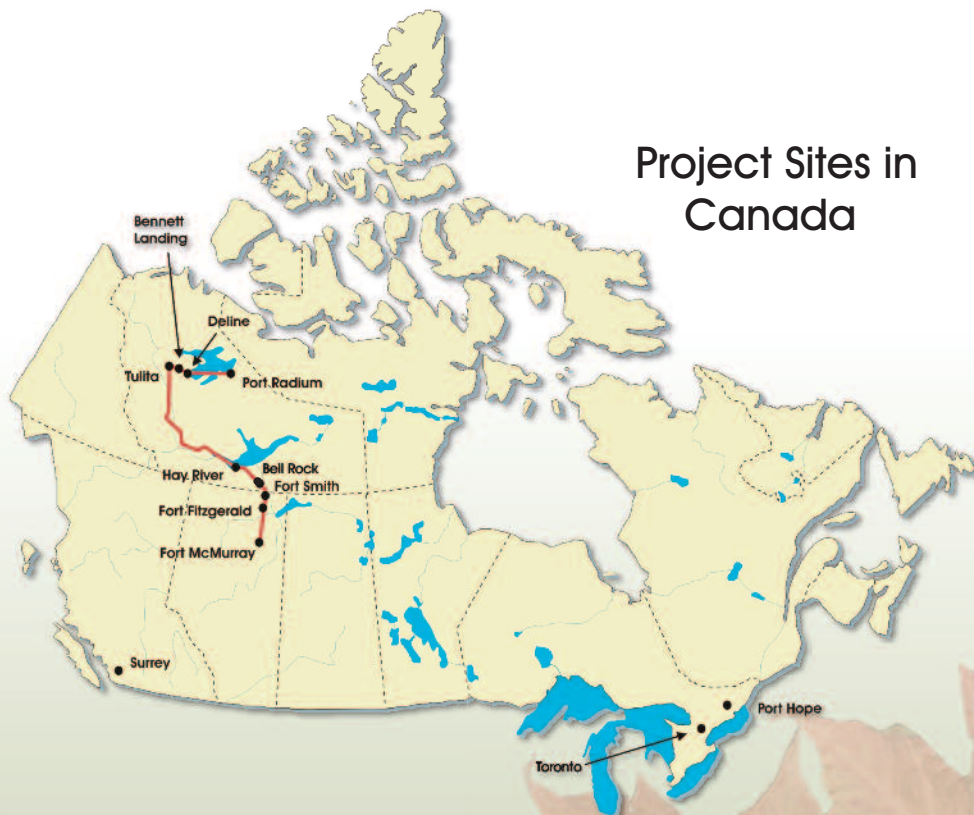 Project Sites in
Canada
Bennett
Landing
Deline
Tulita
Port Radium
Hay River
Bell Rock
Fort Smith
Fort Fitzgerald
Fort McMurray
Surrey
Port Hope
Toronto